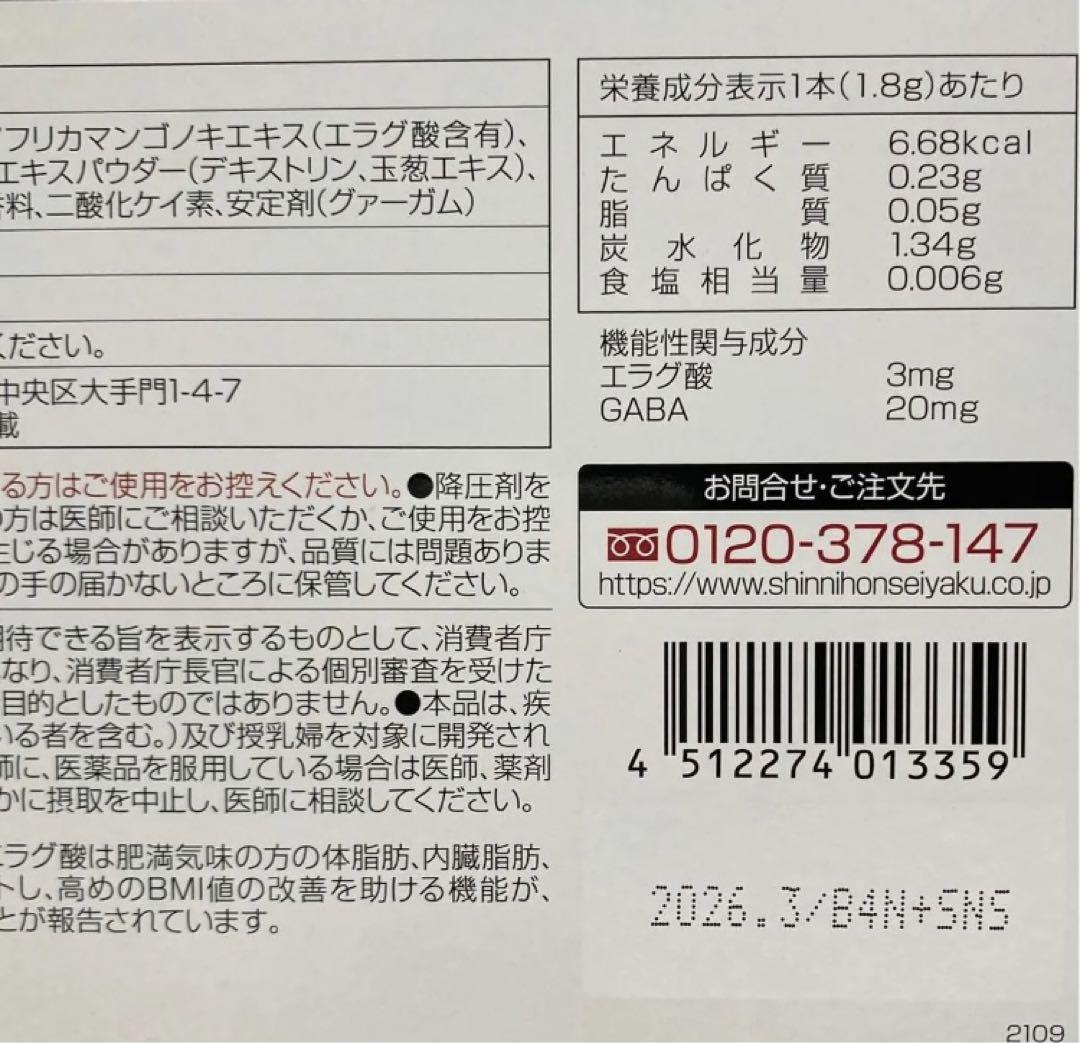 フリカマンゴノキエキス(エラグ酸含有)、
エキスパウダー(デキストリン、玉葱エキス)、
料、二酸化ケイ素、安定剤(グァーガム)
ください。
中央区大手門1-4-7
載
る方はご使用をお控えください。●降圧剤を
の方は医師にご相談いただくか、ご使用をお控
生じる場合がありますが、品質には問題ありま
の手の届かないところに保管してください。
期待できる旨を表示するものとして、消費者庁
なり、消費者庁長官による個別審査を受けた
目的としたものではありません。●本品は、疾
いる者を含む。)及び授乳婦を対象に開発され
師に、医薬品を服用している場合は医師、薬剤
かに摂取を中止し、医師に相談してください。
エラグ酸は肥満気味の方の体脂肪、内臓脂肪、
トし、高めのBMI値の改善を助ける機能が、
とが報告されています。
栄養成分表示1本(1.8g)あたり
エネルギー 6.68kcal
たんぱく質 0.23g
脂質 0.05g
炭水化物 1.34g
食塩相当量 0.006g
機能性関与成分
エラグ酸 3mg
GABA 20mg
お問合せ・ご注文先
0120-378-147
https://www.shinnihonseiyaku.co.jp
4 512274 013359
2026.3/B4N+SNS
2109